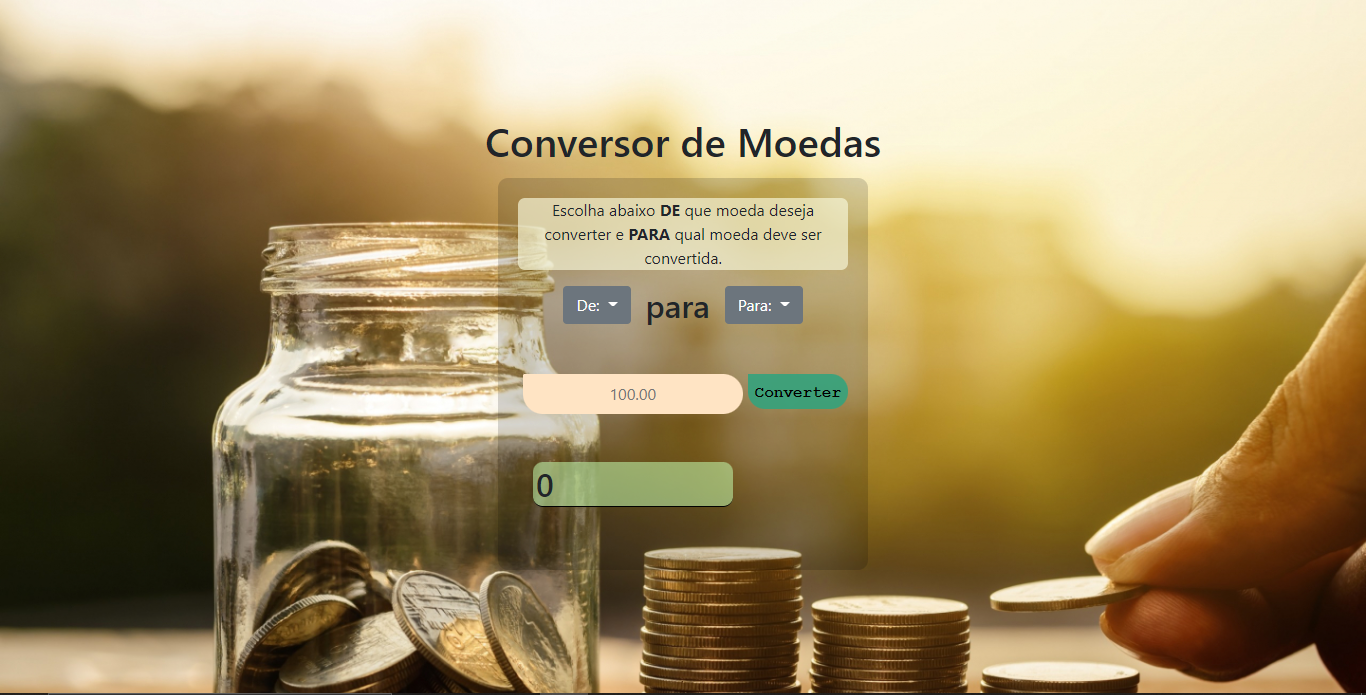 Conversor de Moedas
Escolha abaixo DE que moeda deseja
converter e PARA qual moeda deve ser
convertida.
De: para Para:
100.00 Converter
0